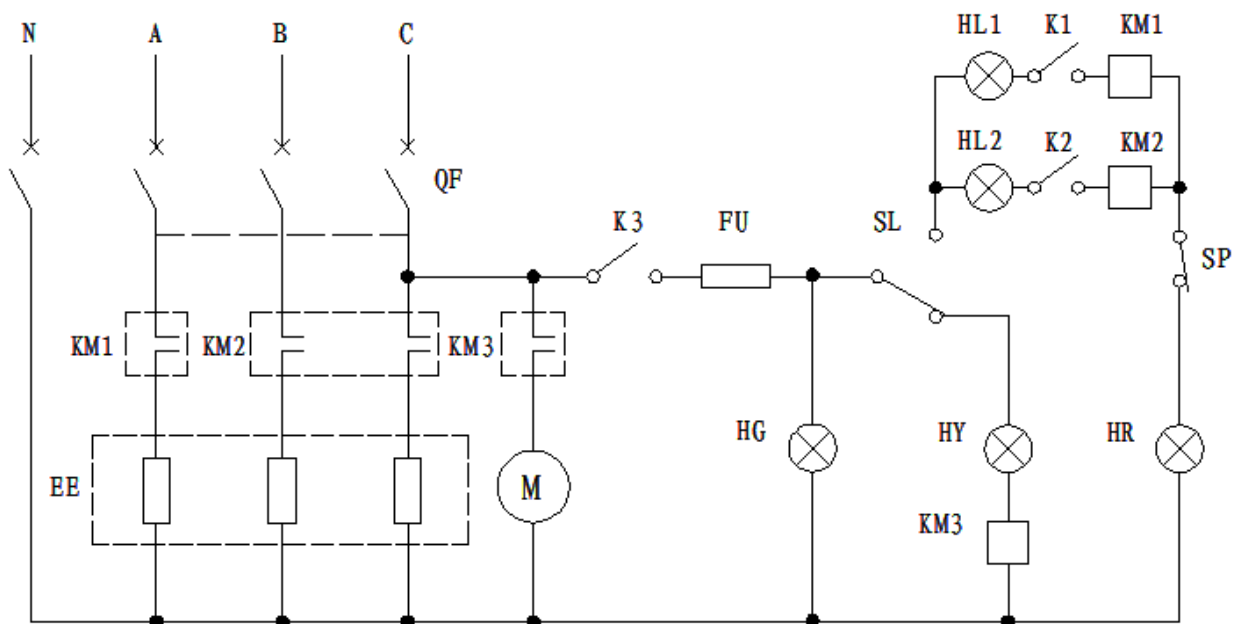 HL1 K1 KM1
N A B C
HL2 K2 KM2
QF
K3 FU SL
SP
KM1 KM2 KM3
HG HY HR
EE M
KM3